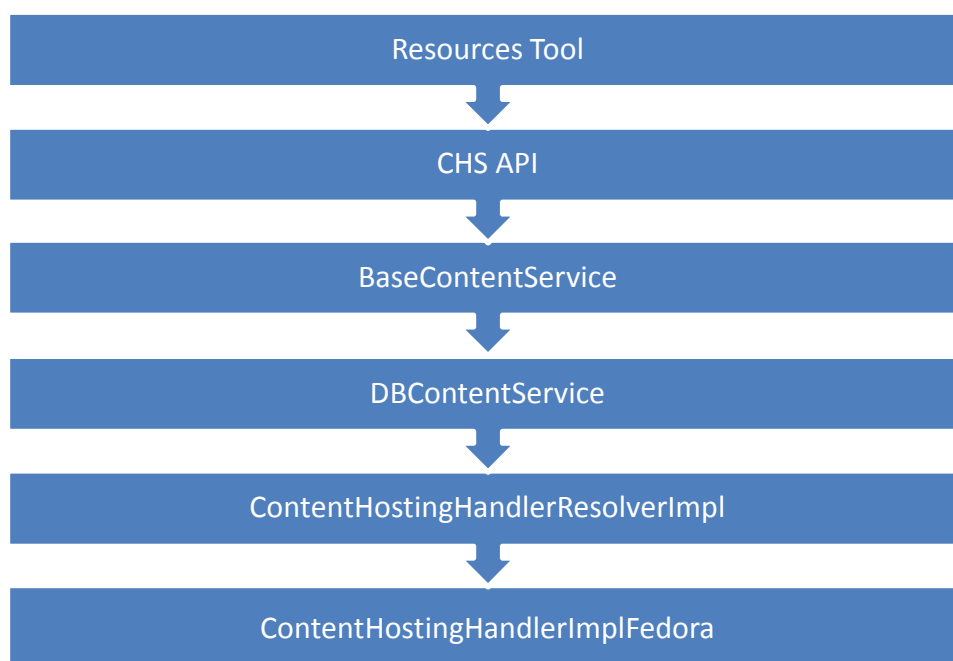 Resources Tool
CHS API
BaseContentService
DBContentService
ContentHostingHandlerResolverImpl
ContentHostingHandlerImplFedora